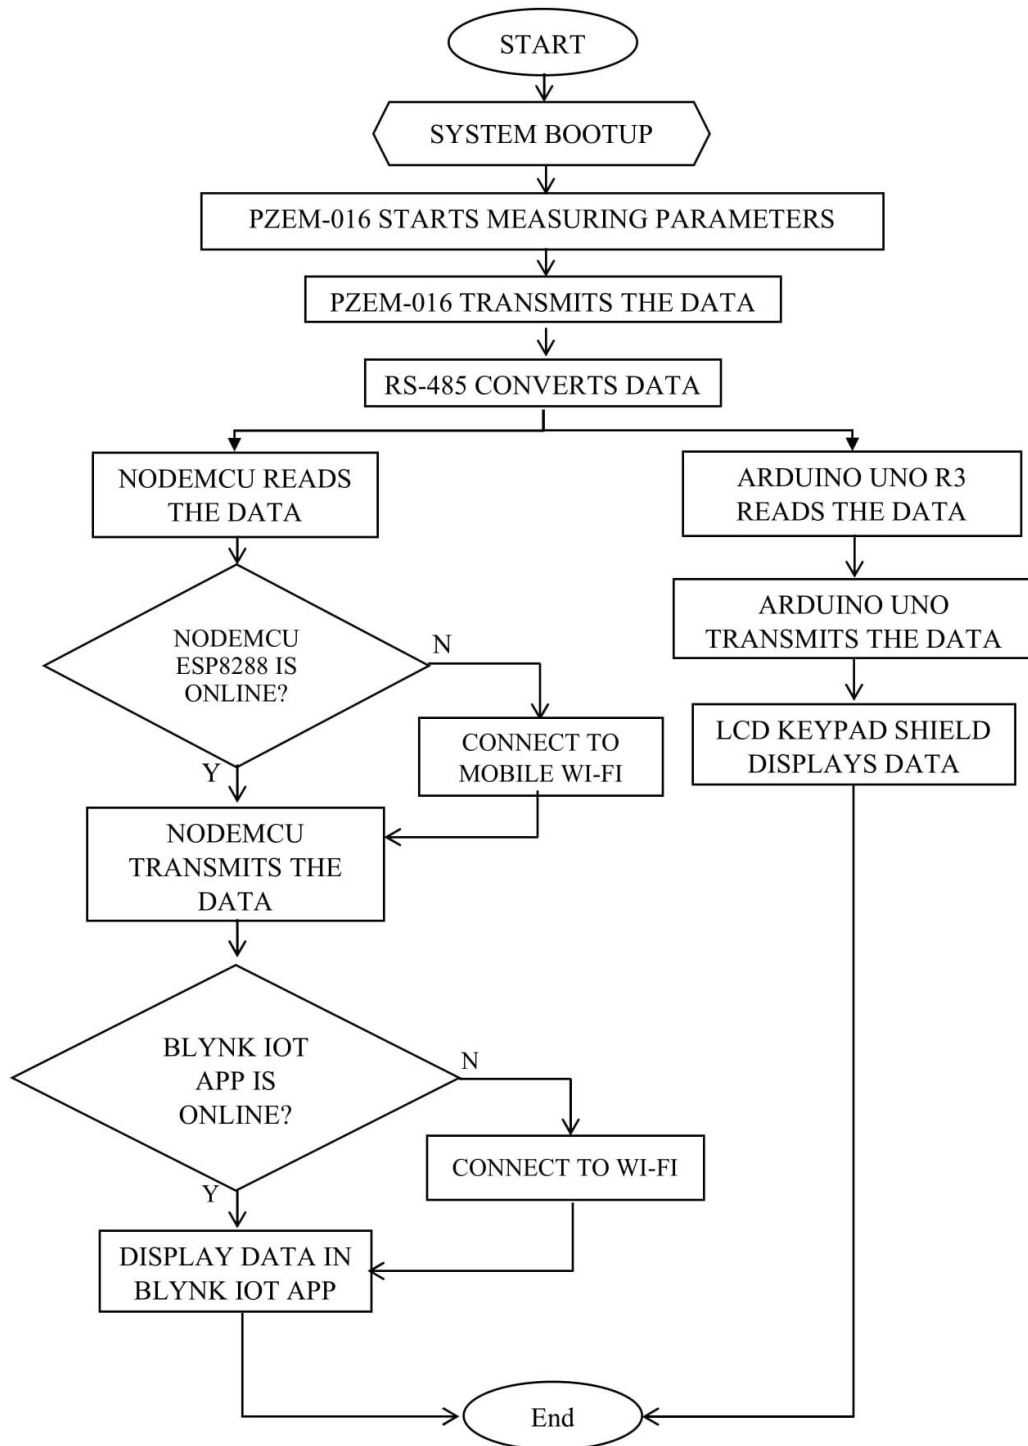 START
SYSTEM BOOTUP
PZEM-016 STARTS MEASURING PARAMETERS
PZEM-016 TRANSMITS THE DATA
RS-485 CONVERTS DATA
NODEMCU READS
THE DATA
ARDUINO UNO R3
READS THE DATA
NODEMCU
ESP8288 IS
ONLINE?
N
Y
ARDUINO UNO
TRANSMITS THE DATA
CONNECT TO
MOBILE WI-FI
LCD KEYPAD SHIELD
DISPLAYS DATA
NODEMCU
TRANSMITS THE
DATA
BLYNK IOT
APP IS
ONLINE?
N
Y
CONNECT TO WI-FI
DISPLAY DATA IN
BLYNK IOT APP
End